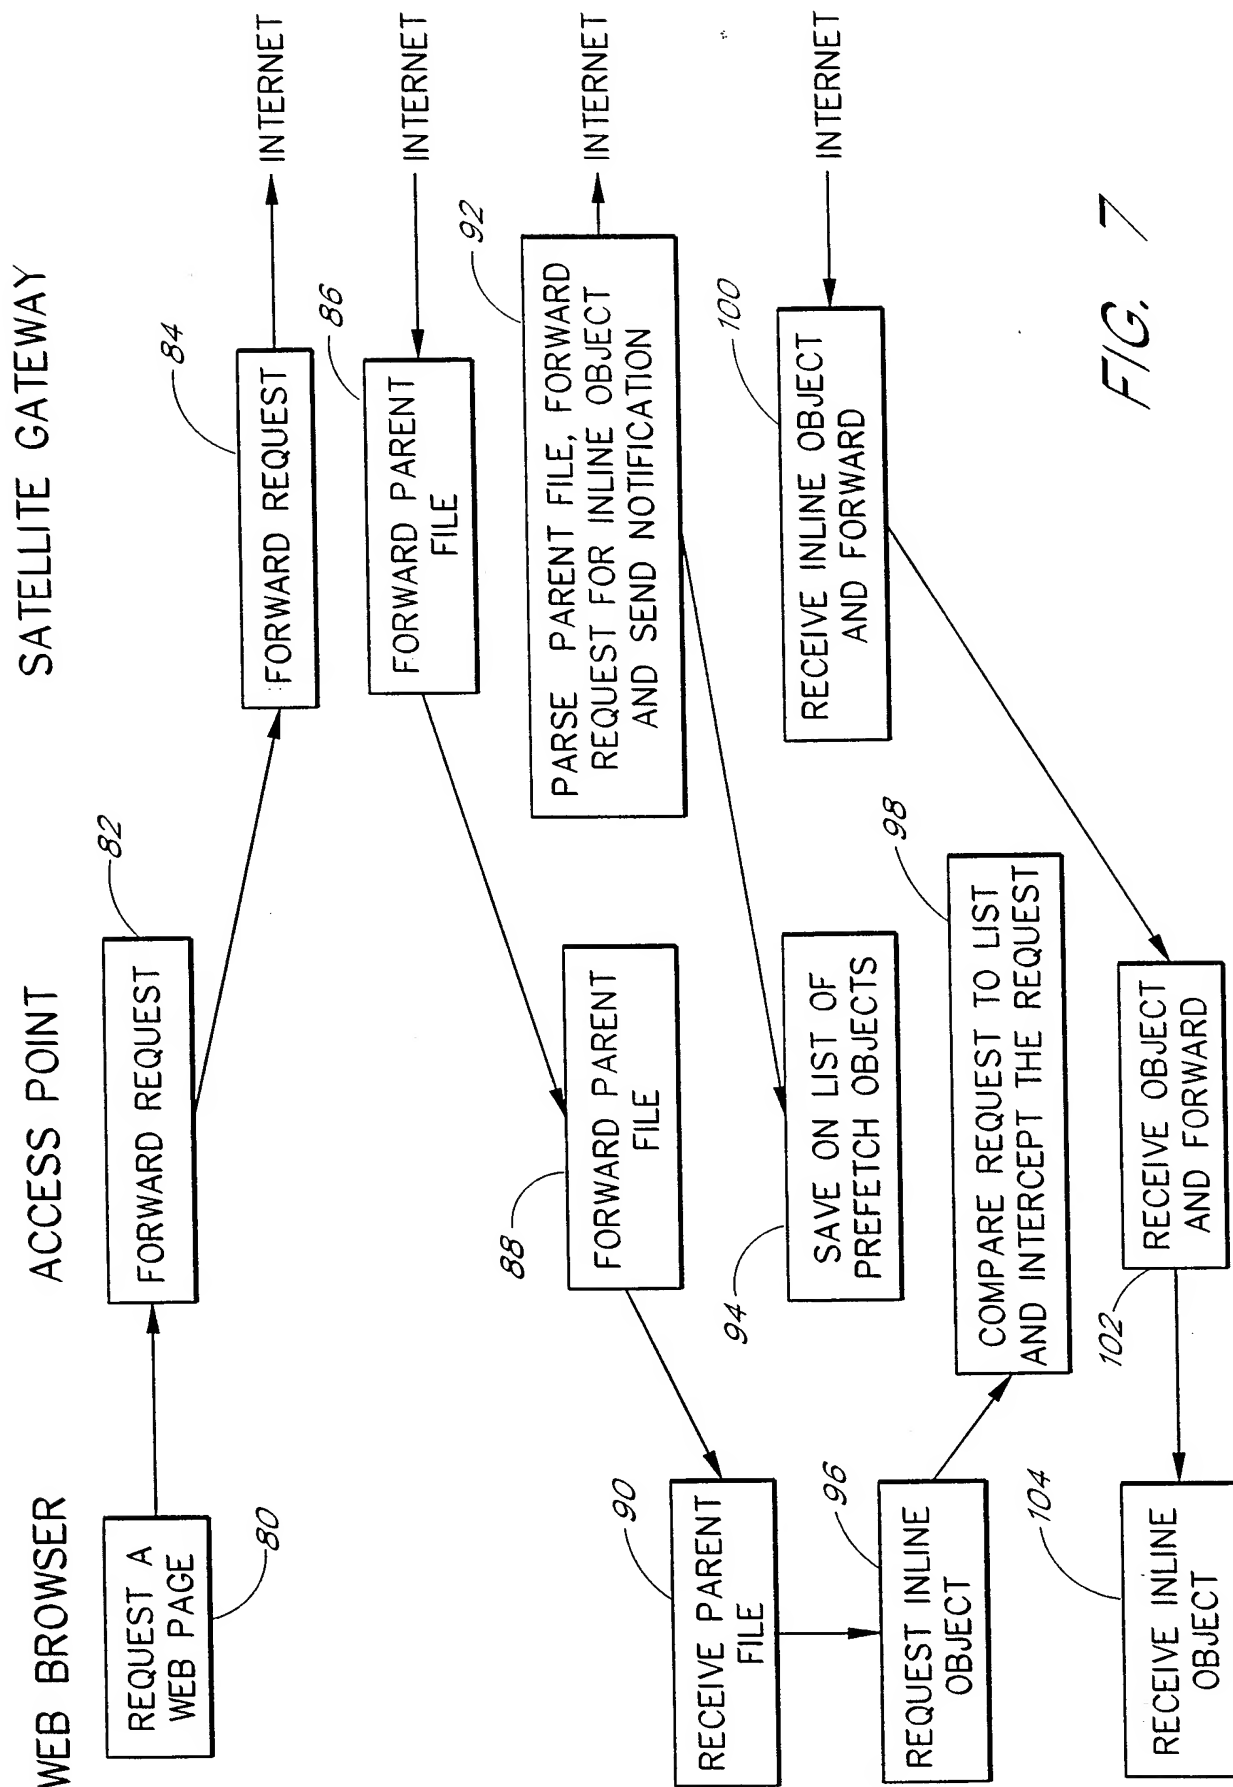 WEB BROWSER
ACCESS POINT
SATELLITE GATEWAY
REQUEST A
WEB PAGE
80
FORWARD REQUEST
82
FORWARD REQUEST
84
INTERNET
FORWARD PARENT
FILE
86
INTERNET
FORWARD PARENT
FILE
88
RECEIVE PARENT
FILE
90
PARSE PARENT FILE, FORWARD
REQUEST FOR INLINE OBJECT
AND SEND NOTIFICATION
92
INTERNET
SAVE ON LIST OF
PREFETCH OBJECTS
94
REQUEST INLINE
OBJECT
96
COMPARE REQUEST TO LIST
AND INTERCEPT THE REQUEST
98
RECEIVE INLINE OBJECT
AND FORWARD
100
INTERNET
RECEIVE OBJECT
AND FORWARD
102
RECEIVE INLINE
OBJECT
104
FIG. 7